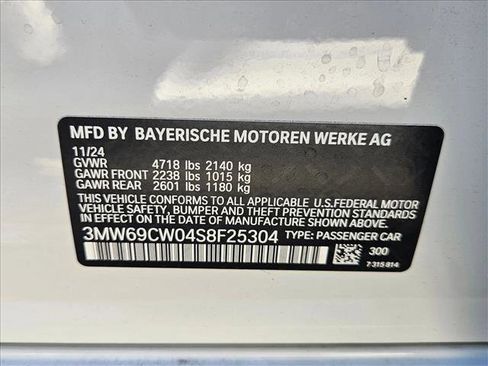 MFD BY BAYERISCHE MOTOREN WERKE AG
11/24
GVWR 4718 lbs 2140 kg
GAWR FRONT 2238 lbs 1015 kg
GAWR REAR 2601 lbs 1180 kg
THIS VEHICLE CONFORMS TO ALL APPLICABLE U.S.FEDERAL MOTOR
VEHICLE SAFETY, BUMPER, AND THEFT PREVENTION STANDARDS
IN EFFECT ON THE DATE OF MANUFACTURE SHOWN ABOVE.
3MW69CW04S8F25304 TYPE: PASSENGER CAR
300
7 315 814